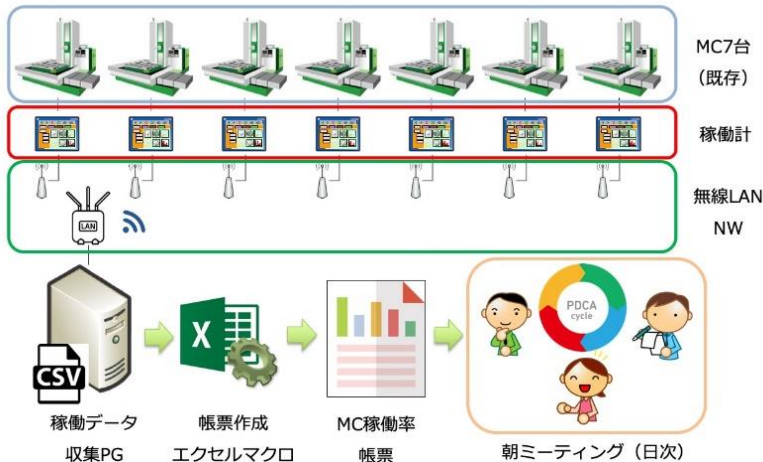 MC7台
（既存）
稼働計
無線LAN
NW
LAN
CSV
X
PDCA
cycle
稼働データ
収集PG
帳票作成
エクセルマクロ
MC稼働率
帳票
朝ミーティング（日次）